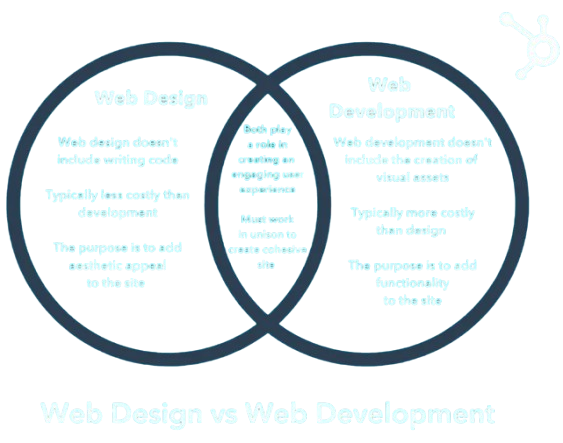 Web Design
Web design doesn't
include writing code
Typically less costly than
development
The purpose is to add
aesthetic appeal
to the site
Both play
a role in
creating an
engaging user
experience
Must work
in unison to
create cohesive
site
Web
Development
Web development doesn't
include the creation of
visual assets
Typically more costly
than design
The purpose is to add
functionality
to the site
Web Design vs Web Development